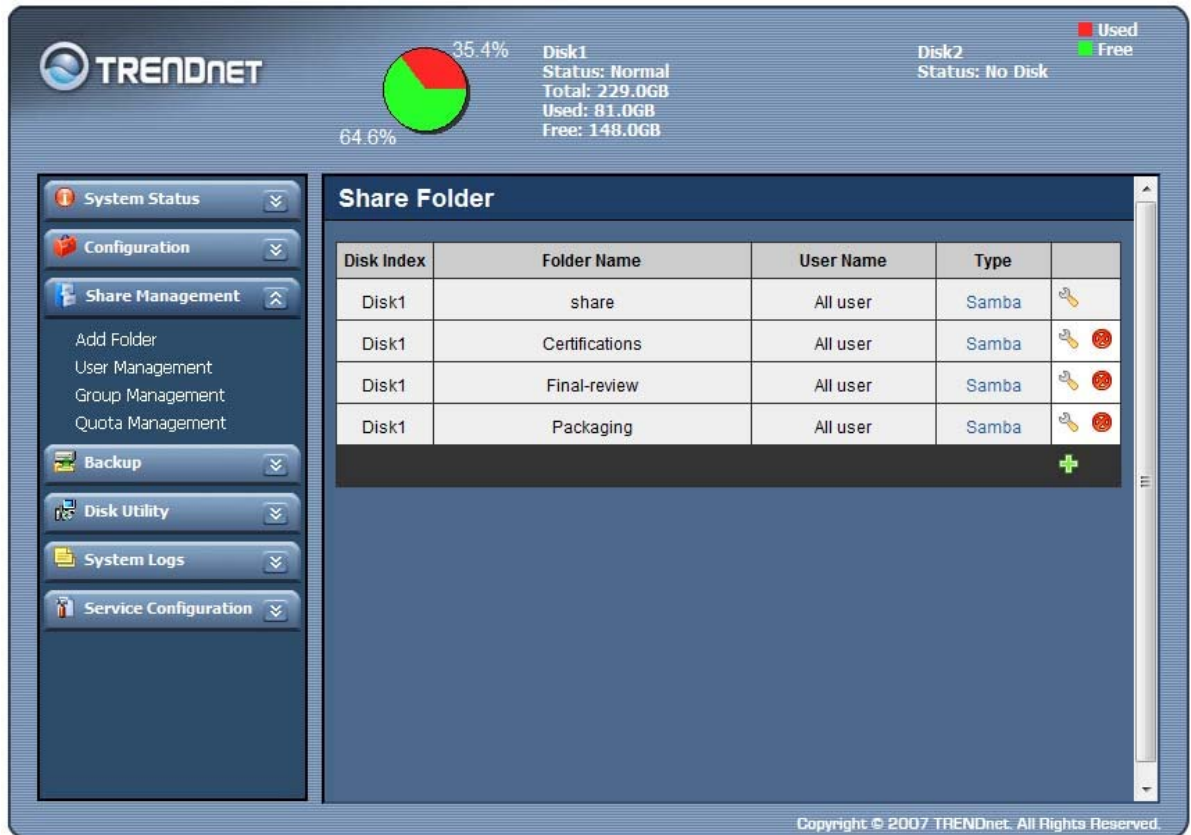 TRENDnET
35.4%
64.6%
Disk1
Status: Normal
Total: 229.0GB
Used: 81.0GB
Free: 148.0GB
Disk2
Status: No Disk
Used
Free
System Status
Configuration
Share Management
Add Folder
User Management
Group Management
Quota Management
Backup
Disk Utility
System Logs
Service Configuration
Share Folder
Disk Index Folder Name User Name Type
Disk1 share All user Samba
Disk1 Certifications All user Samba
Disk1 Final-review All user Samba
Disk1 Packaging All user Samba
Copyright © 2007 TRENDnet. All Rights Reserved.